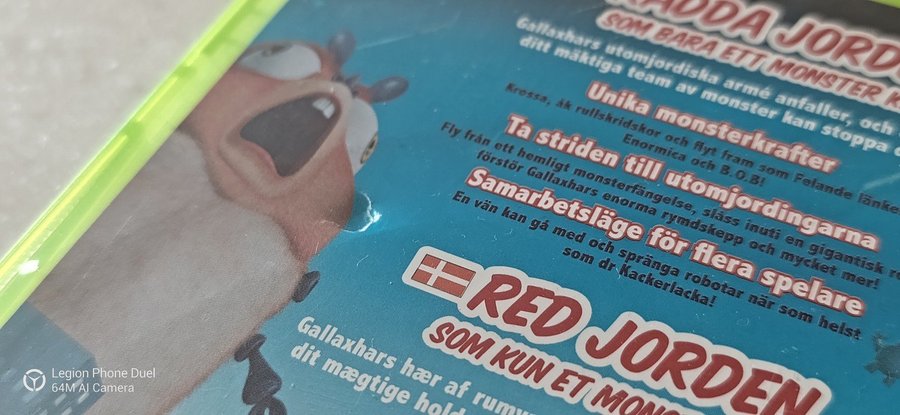 RÄDDA JORDEN
SOM BARA ETT MONSTER K
Gallaxhars utomjordiska armé anfaller, och
ditt mäktiga team av monster kan stoppa
Unika monsterkrafter
Krossa, åk rullskridskor och flyt fram som Felande länken
Enormica och B.O.B!
Ta striden till utomjordingarna
Fly från ett hemligt monsterfängelse, slåss inuti en gigantisk
förstör Gallaxhars enorma rymdskepp och mycket mer!
Samarbetsläge för flera spelare
En vän kan gå med och spränga robotar när som helst
som dr Kackerlacka!
RED JORDEN
SOM KUN ET MONS
Gallaxhars hær af rumv
dit mægtige hold
Legion Phone Duel
64M AI Camera